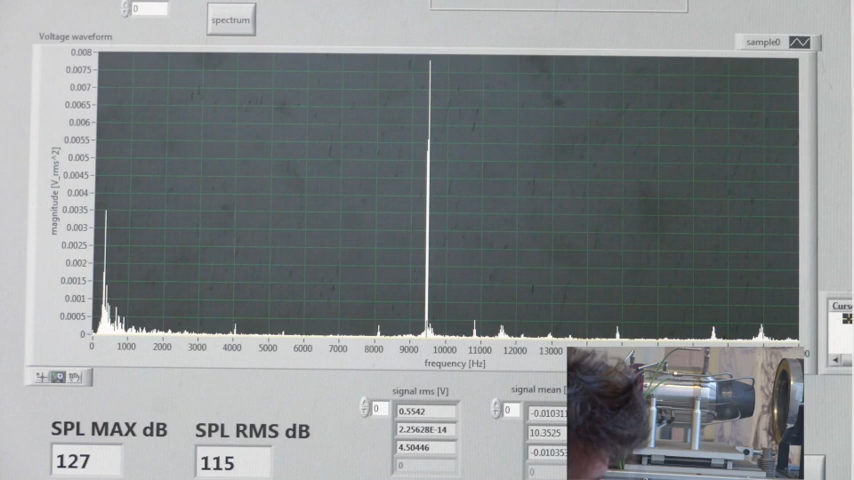 0
spectrum
Voltage waveform
sample0
0.008
0.0075
0.007
0.0065
0.006
0.0055
0.005
0.0045
0.004
0.0035
0.003
0.0025
0.002
0.0015
0.001
0.0005
0
magnitude [V_rms^2]
0 1000 2000 3000 4000 5000 6000 7000 8000 9000 10000 11000 12000 13000
frequency [Hz]
Curs
signal rms [V]
signal mean [
0
0.5542
2.25628E-14
4.50446
0
0
-0.01031
10.3525
-0.01035
0
SPL MAX dB
SPL RMS dB
127
115